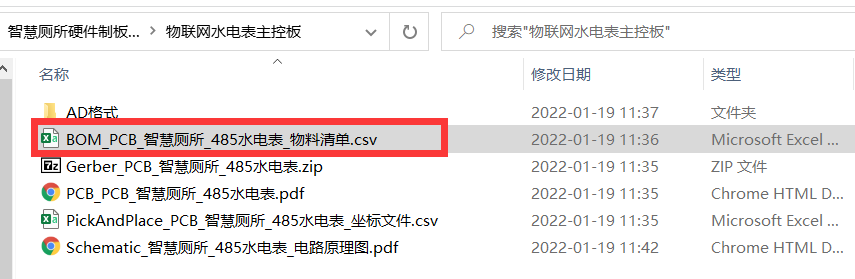 智慧厕所硬件制板... 物联网水电表主控板 搜索"物联网水电表主控板"
名称 修改日期 类型
AD格式 2022-01-19 11:37 文件夹
BOM_PCB_智慧厕所_485水电表_物料清单.csv 2022-01-19 11:36 Microsoft Excel ...
Gerber_PCB_智慧厕所_485水电表.zip 2022-01-19 11:35 ZIP 文件
PCB_PCB_智慧厕所_485水电表.pdf 2022-01-19 11:35 Chrome HTML D...
PickAndPlace_PCB_智慧厕所_485水电表_坐标文件.csv 2022-01-19 11:35 Microsoft Excel ...
Schematic_智慧厕所_485水电表_电路原理图.pdf 2022-01-19 11:42 Chrome HTML D...